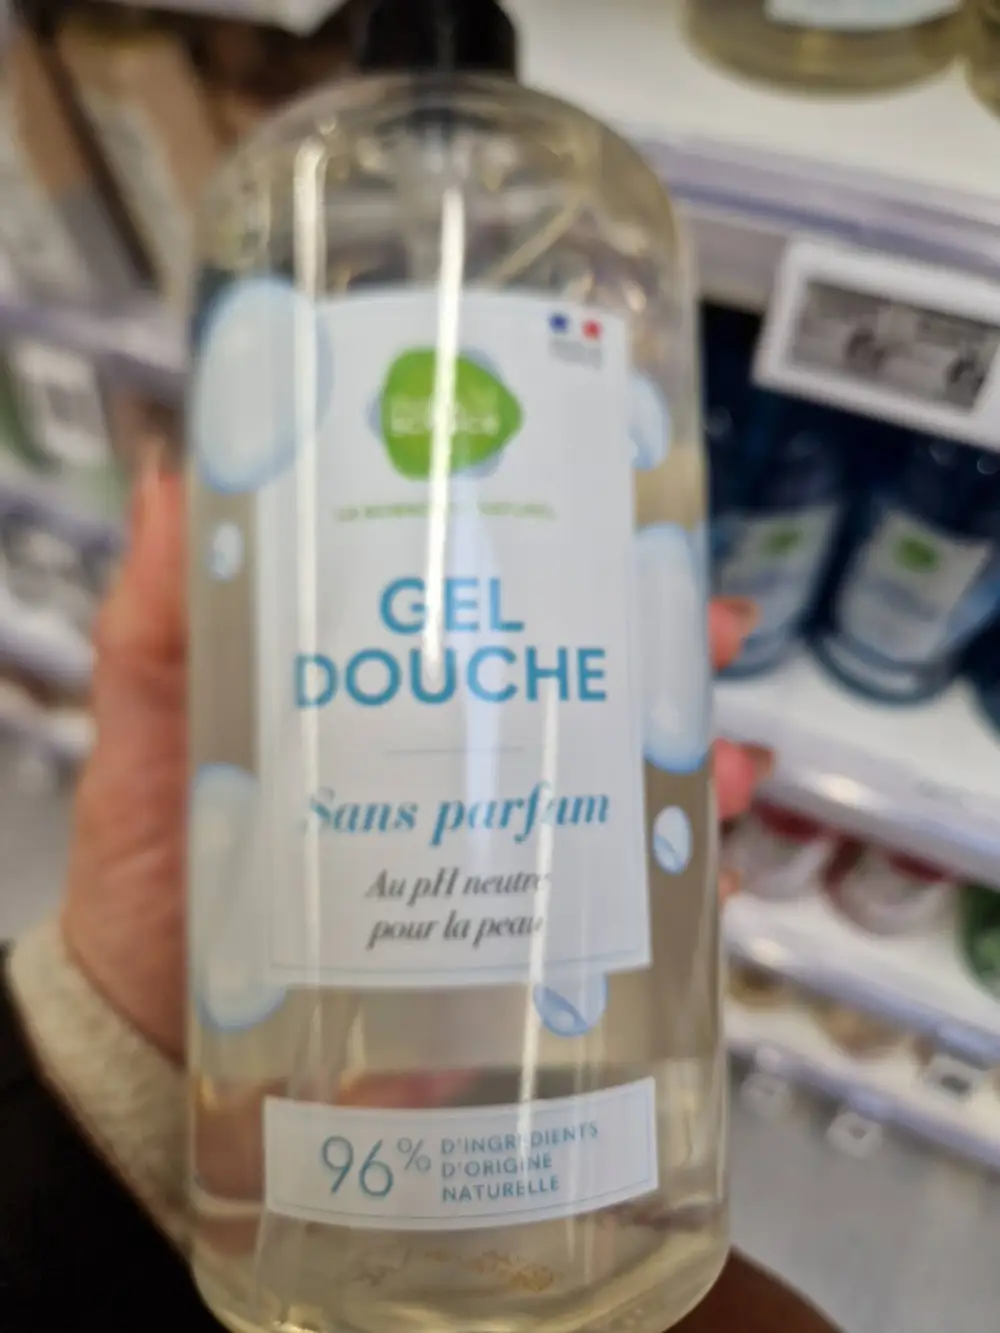 GEL
DOUCHE
Sans parfum
Au pH neutre
pour la peau
96% D'INGRÉDIENTS
D'ORIGINE
NATURELLE